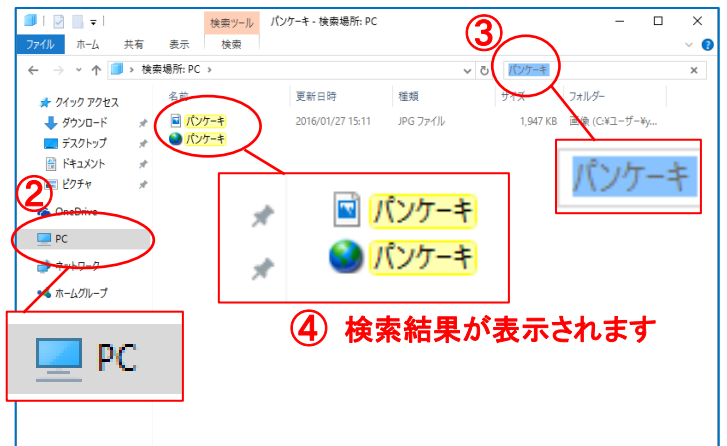 検索ツール パンケーキ - 検索場所: PC
ファイル ホーム 共有 表示 検索
③
検索場所: PC
パンケーキ
クイック アクセス
ダウンロード
デスクトップ
ドキュメント
ピクチャ
②
OneDrive
PC
ネットワーク
ホームグループ
PC
名前 更新日時 種類 サイズ フォルダー
パンケーキ 2016/01/27 15:11 JPG ファイル 1,947 KB 画像 (C:¥ユーザー¥y...
パンケーキ
パンケーキ
パンケーキ
パンケーキ
④ 検索結果が表示されます